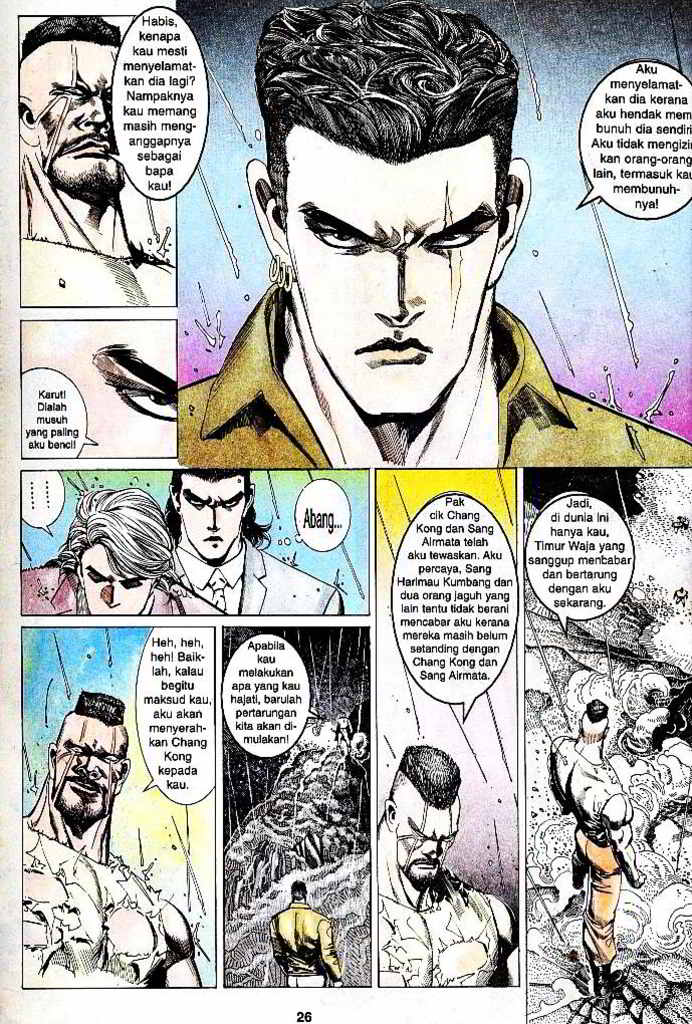 Habis,
kenapa
kau mesti
menyelamat-
kan dia lagi?
Nampaknya
kau memang
masih meng-
anggapnya
sebagai
bapa
kau!
Aku
menyelamat-
kan dia kerana
aku hendak mem
bunuh dia sendiri
Aku tidak mengizin
kan orang-orang
lain, termasuk kau
membunuh-
nya!
Karut!
Dialah
musuh
yang paling
aku benci!
. . . .
Abang...
Pak
cik Chang
Kong dan Sang
Airmata telah
aku tewaskan. Aku
percaya, Sang
Harimau Kumbang dan
dua orang jaguh yang
lain tentu tidak berani
mencabar aku kerana
mereka masih belum
setanding dengan
Chang Kong dan
Sang Airmata.
Jadi,
di dunia Ini
hanya kau,
Timur Waja yang
sanggup mencabar
dan bertarung
dengan aku
sekarang.
Heh, heh,
heh! Baik-
lah, kalau
begitu
maksud kau,
aku akan
menyerah-
kan Chang
Kong
kepada
kau.
Apabila
kau
melakukan
apa yang kau
hajati, barulah
pertarungan
kita akan di-
mulakan!
26